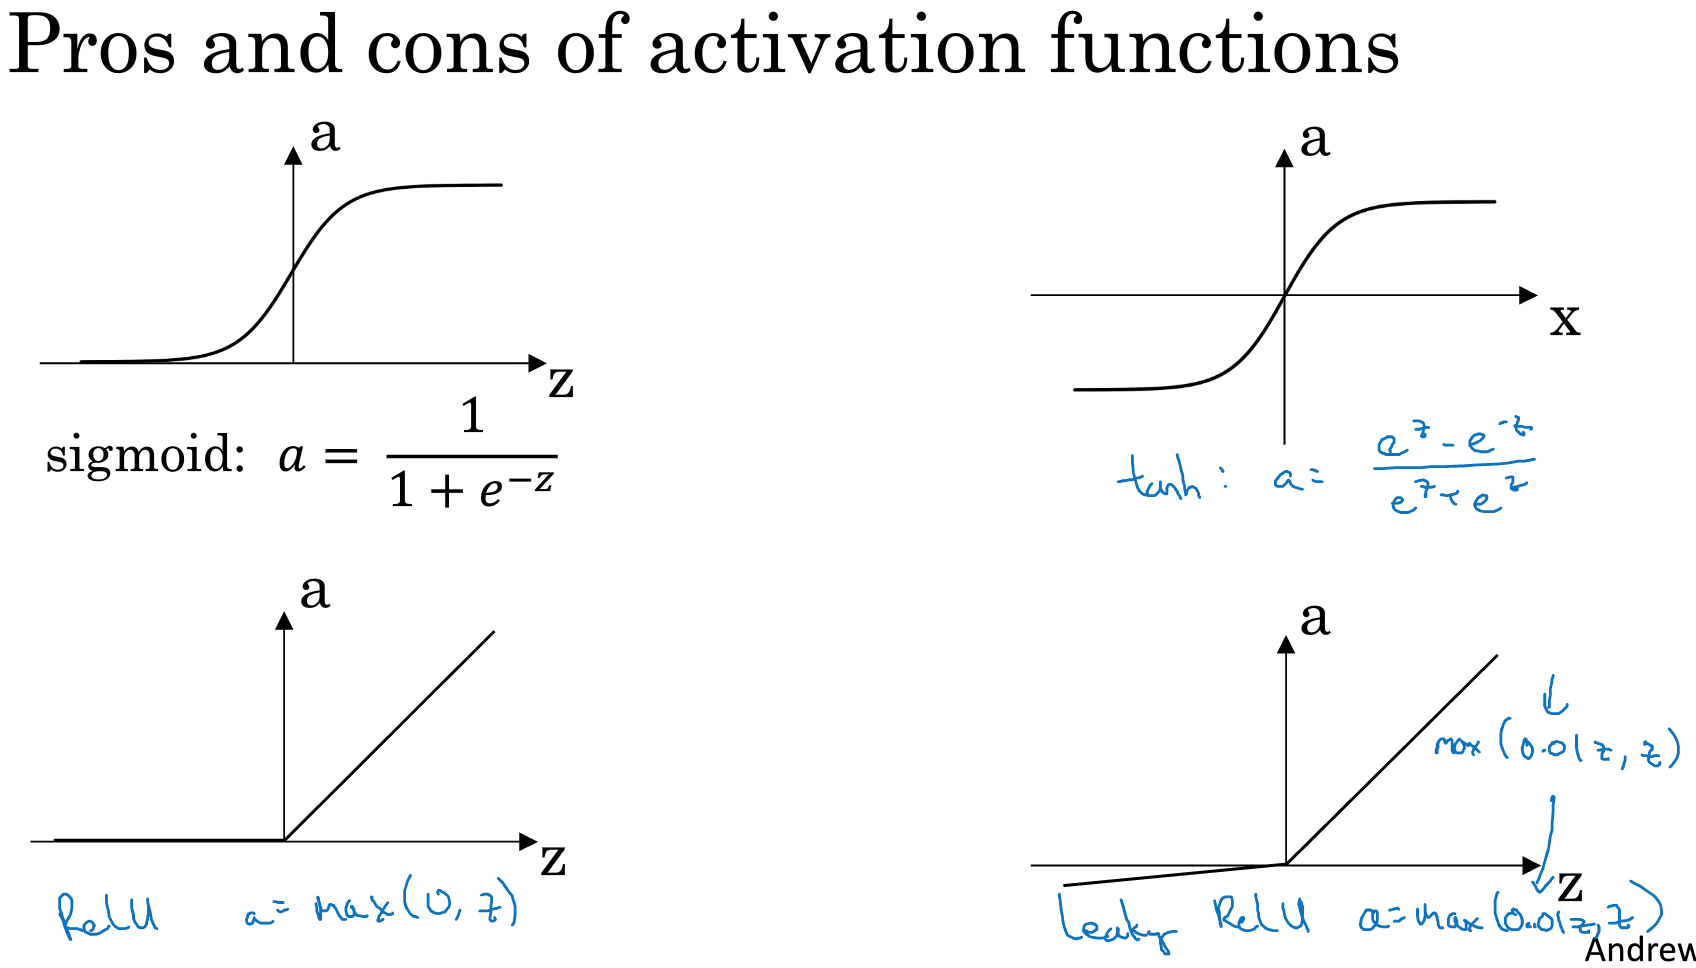 Pros and cons of activation functions
a
z
sigmoid: a = 1 / (1 + e^{-z})
a
x
tanh: a = (e^z - e^{-z}) / (e^z + e^z)
a
z
ReLU a = max(0, z)
a
↓
max(0.01z, z)
z
Leaky ReLU a = max(0.01z, z)
Andrew